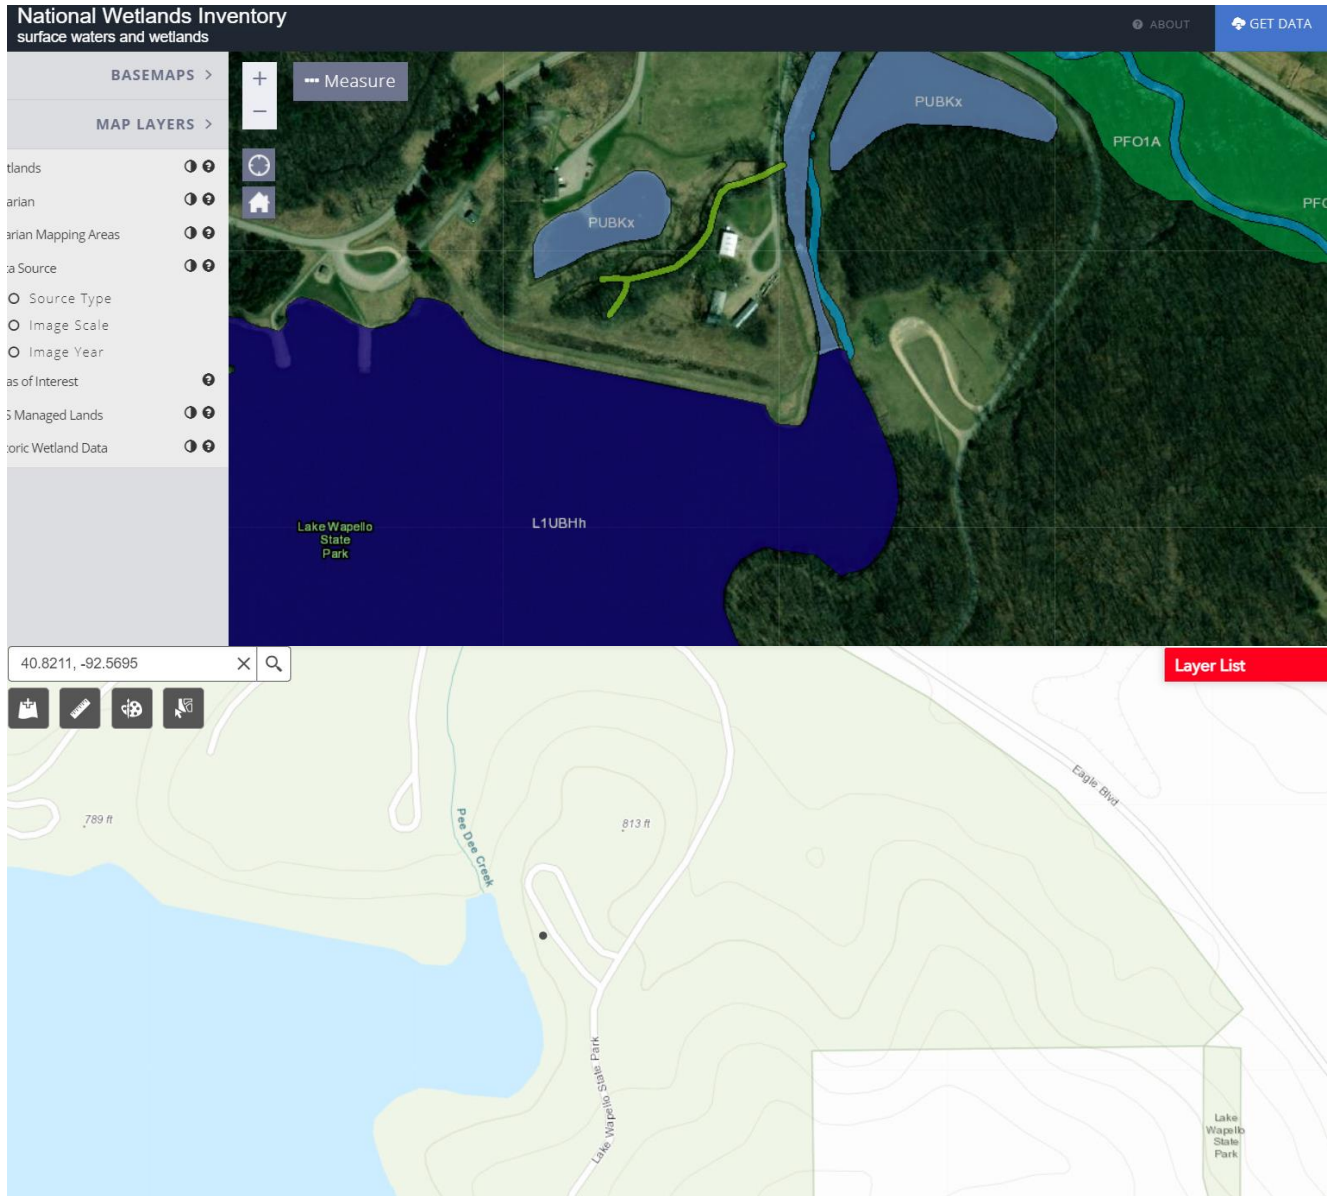 National Wetlands Inventory
surface waters and wetlands
ABOUT
GET DATA
BASEMAPS >
MAP LAYERS >
tlands
arian
arian Mapping Areas
ta Source
Source Type
Image Scale
Image Year
as of Interest
S Managed Lands
toric Wetland Data
+
−
Measure
PUBKx
PUBKx
PFO1A
PFO
Lake Wapello
State
Park
L1UBHh
40.8211, -92.5695
Layer List
789 ft
Pee Dee Creek
813 ft
Eagle Blvd
Lake Wapello State Park
Lake
Wapello
State
Park